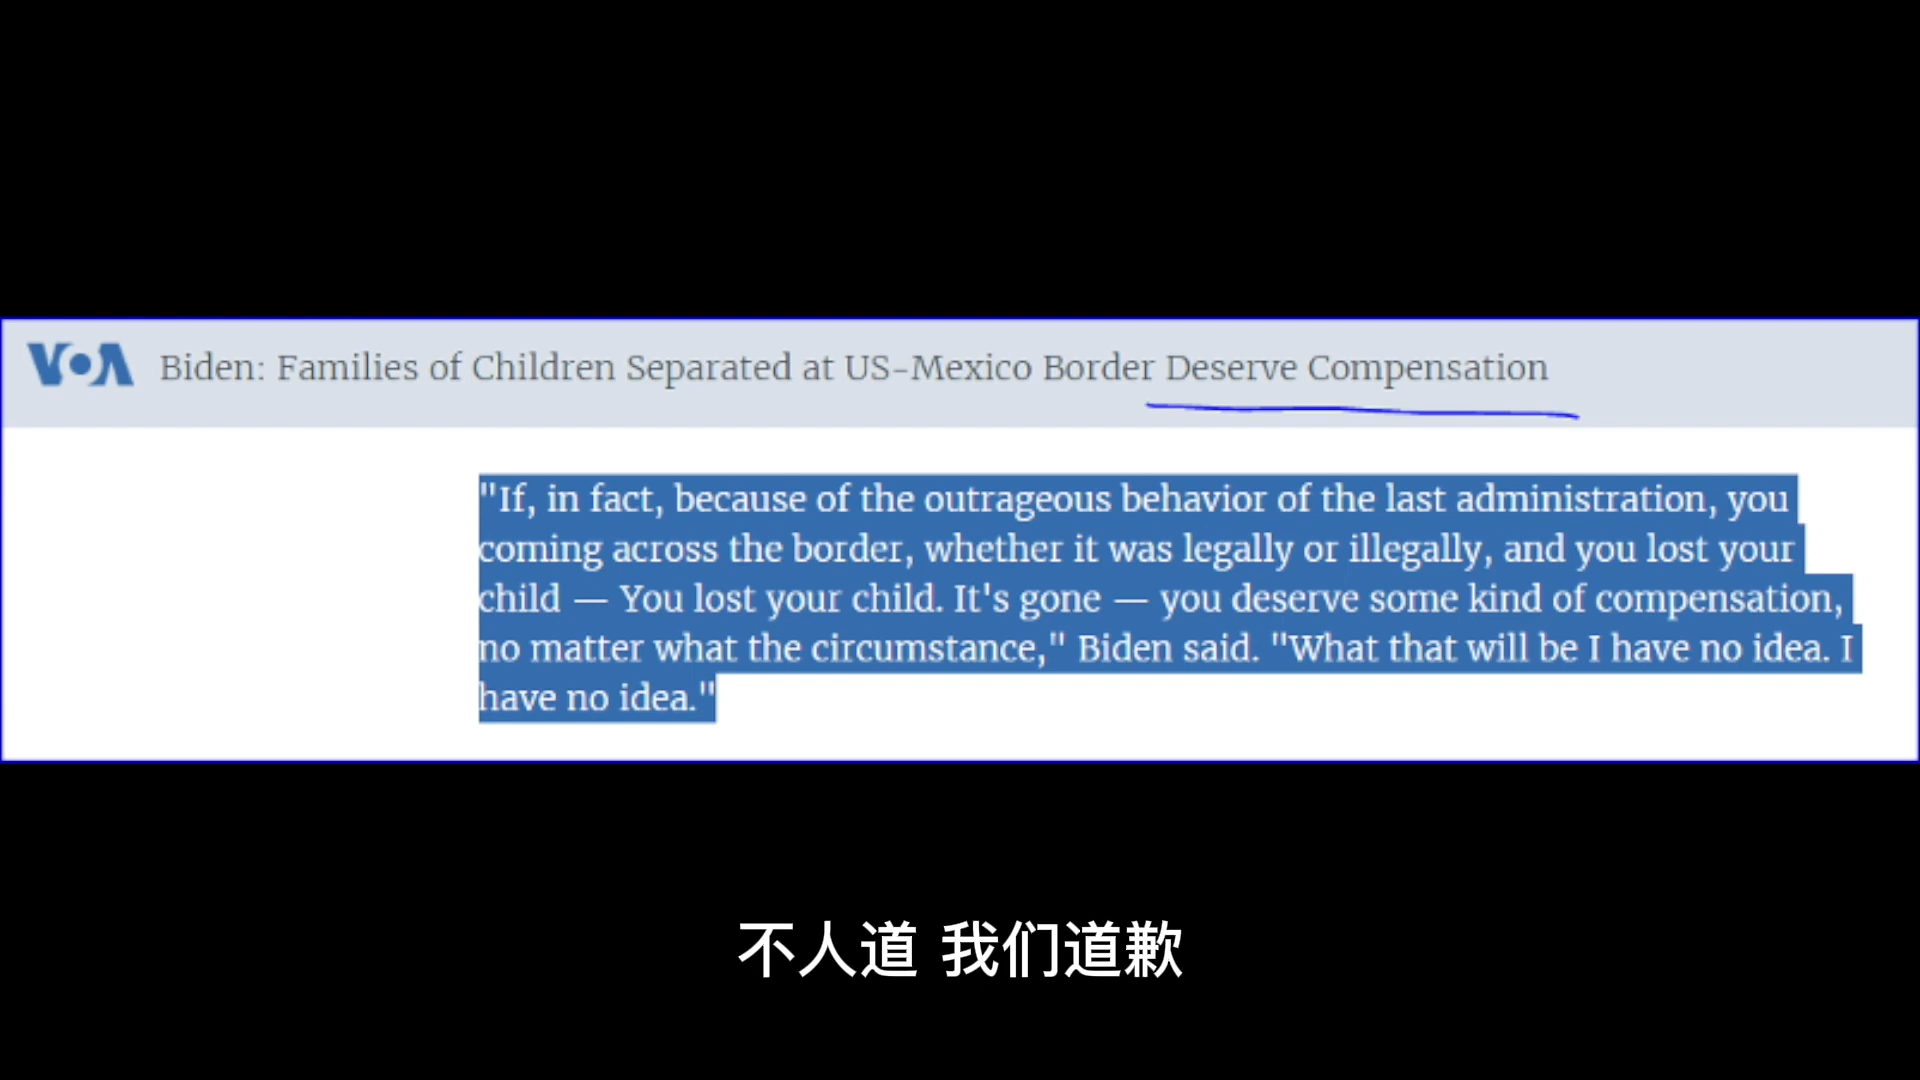 VOA Biden: Families of Children Separated at US-Mexico Border Deserve Compensation
"If, in fact, because of the outrageous behavior of the last administration, you
coming across the border, whether it was legally or illegally, and you lost your
child — You lost your child. It's gone — you deserve some kind of compensation,
no matter what the circumstance," Biden said. "What that will be I have no idea. I
have no idea."
不人道 我们道歉